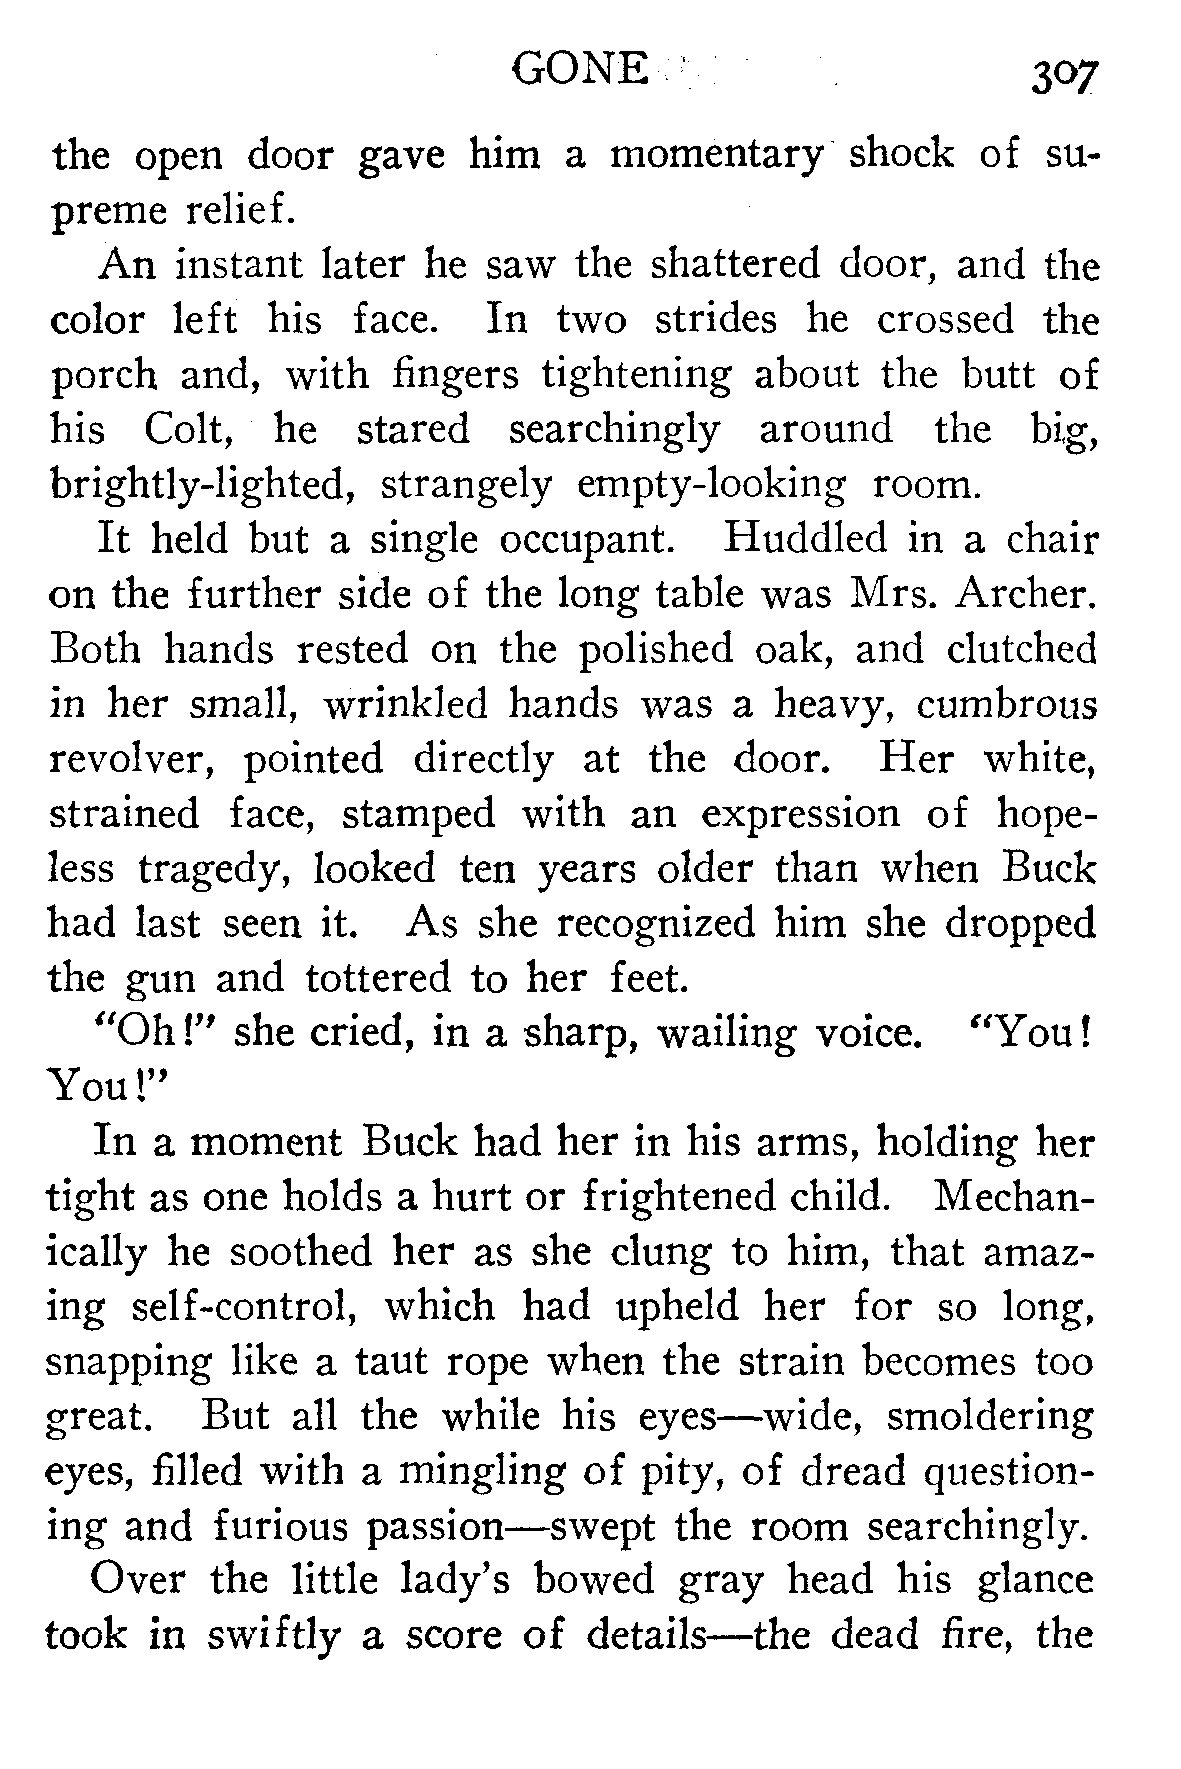 GONE 307
the open door gave him a momentary shock of su-
preme relief.
An instant later he saw the shattered door, and the
color left his face. In two strides he crossed the
porch and, with fingers tightening about the butt of
his Colt, he stared searchingly around the big,
brightly-lighted, strangely empty-looking room.
It held but a single occupant. Huddled in a chair
on the further side of the long table was Mrs. Archer.
Both hands rested on the polished oak, and clutched
in her small, wrinkled hands was a heavy, cumbrous
revolver, pointed directly at the door. Her white,
strained face, stamped with an expression of hope-
less tragedy, looked ten years older than when Buck
had last seen it. As she recognized him she dropped
the gun and tottered to her feet.
“Oh!” she cried, in a sharp, wailing voice. “You!
You!”
In a moment Buck had her in his arms, holding her
tight as one holds a hurt or frightened child. Mechan-
ically he soothed her as she clung to him, that amaz-
ing self-control, which had upheld her for so long,
snapping like a taut rope when the strain becomes too
great. But all the while his eyes—wide, smoldering
eyes, filled with a mingling of pity, of dread question-
ing and furious passion—swept the room searchingly.
Over the little lady’s bowed gray head his glance
took in swiftly a score of details—the dead fire, the